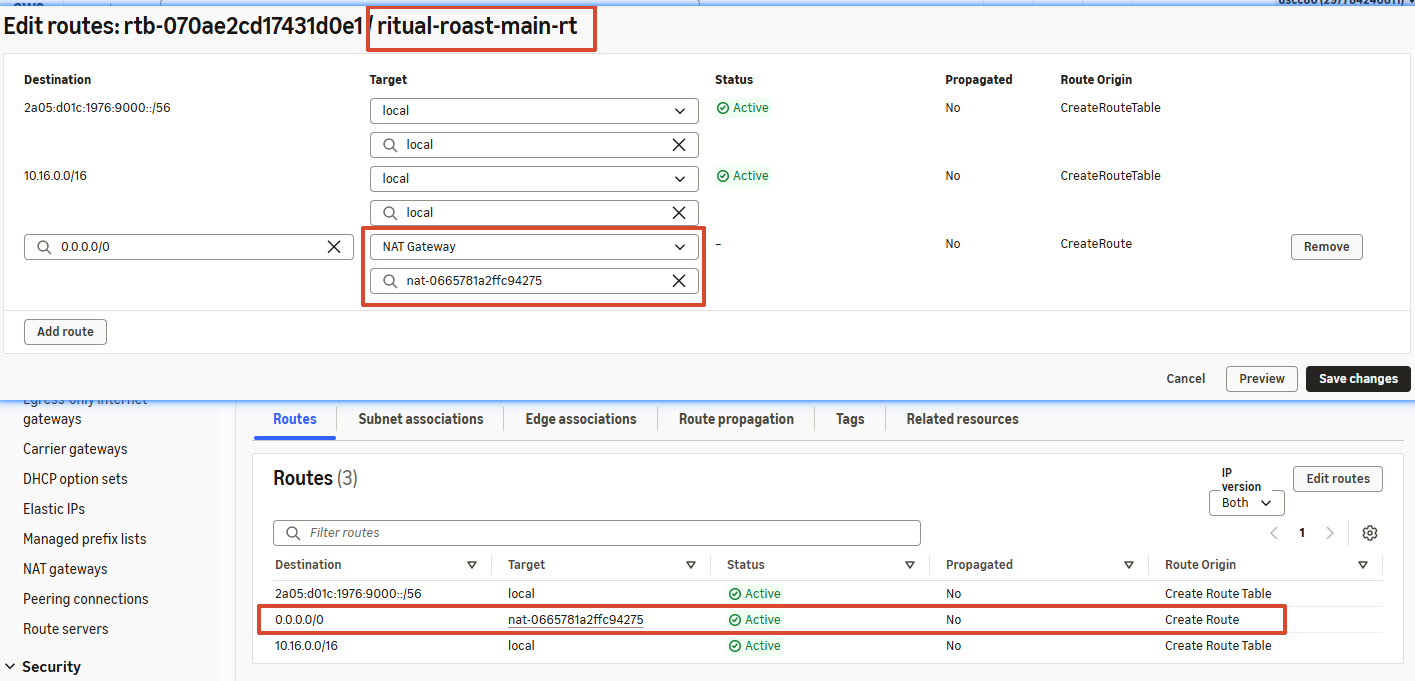 Edit routes: rtb-070ae2cd17431d0e1 / ritual-roast-main-rt
Destination Target Status Propagated Route Origin
2a05:d01c:1976:9000::/56 local Active No CreateRouteTable
local
10.16.0.0/16 local Active No CreateRouteTable
local
0.0.0.0/0 NAT Gateway – No CreateRoute Remove
nat-0665781a2ffc94275
Add route
Cancel Preview Save changes
Egress-only internet
gateways
Carrier gateways
DHCP option sets
Elastic IPs
Managed prefix lists
NAT gateways
Peering connections
Route servers
Security
Routes Subnet associations Edge associations Route propagation Tags Related resources
Routes (3)
IP
version
Both
Edit routes
Filter routes
1
Destination Target Status Propagated Route Origin
2a05:d01c:1976:9000::/56 local Active No Create Route Table
0.0.0.0/0 nat-0665781a2ffc94275 Active No Create Route
10.16.0.0/16 local Active No Create Route Table